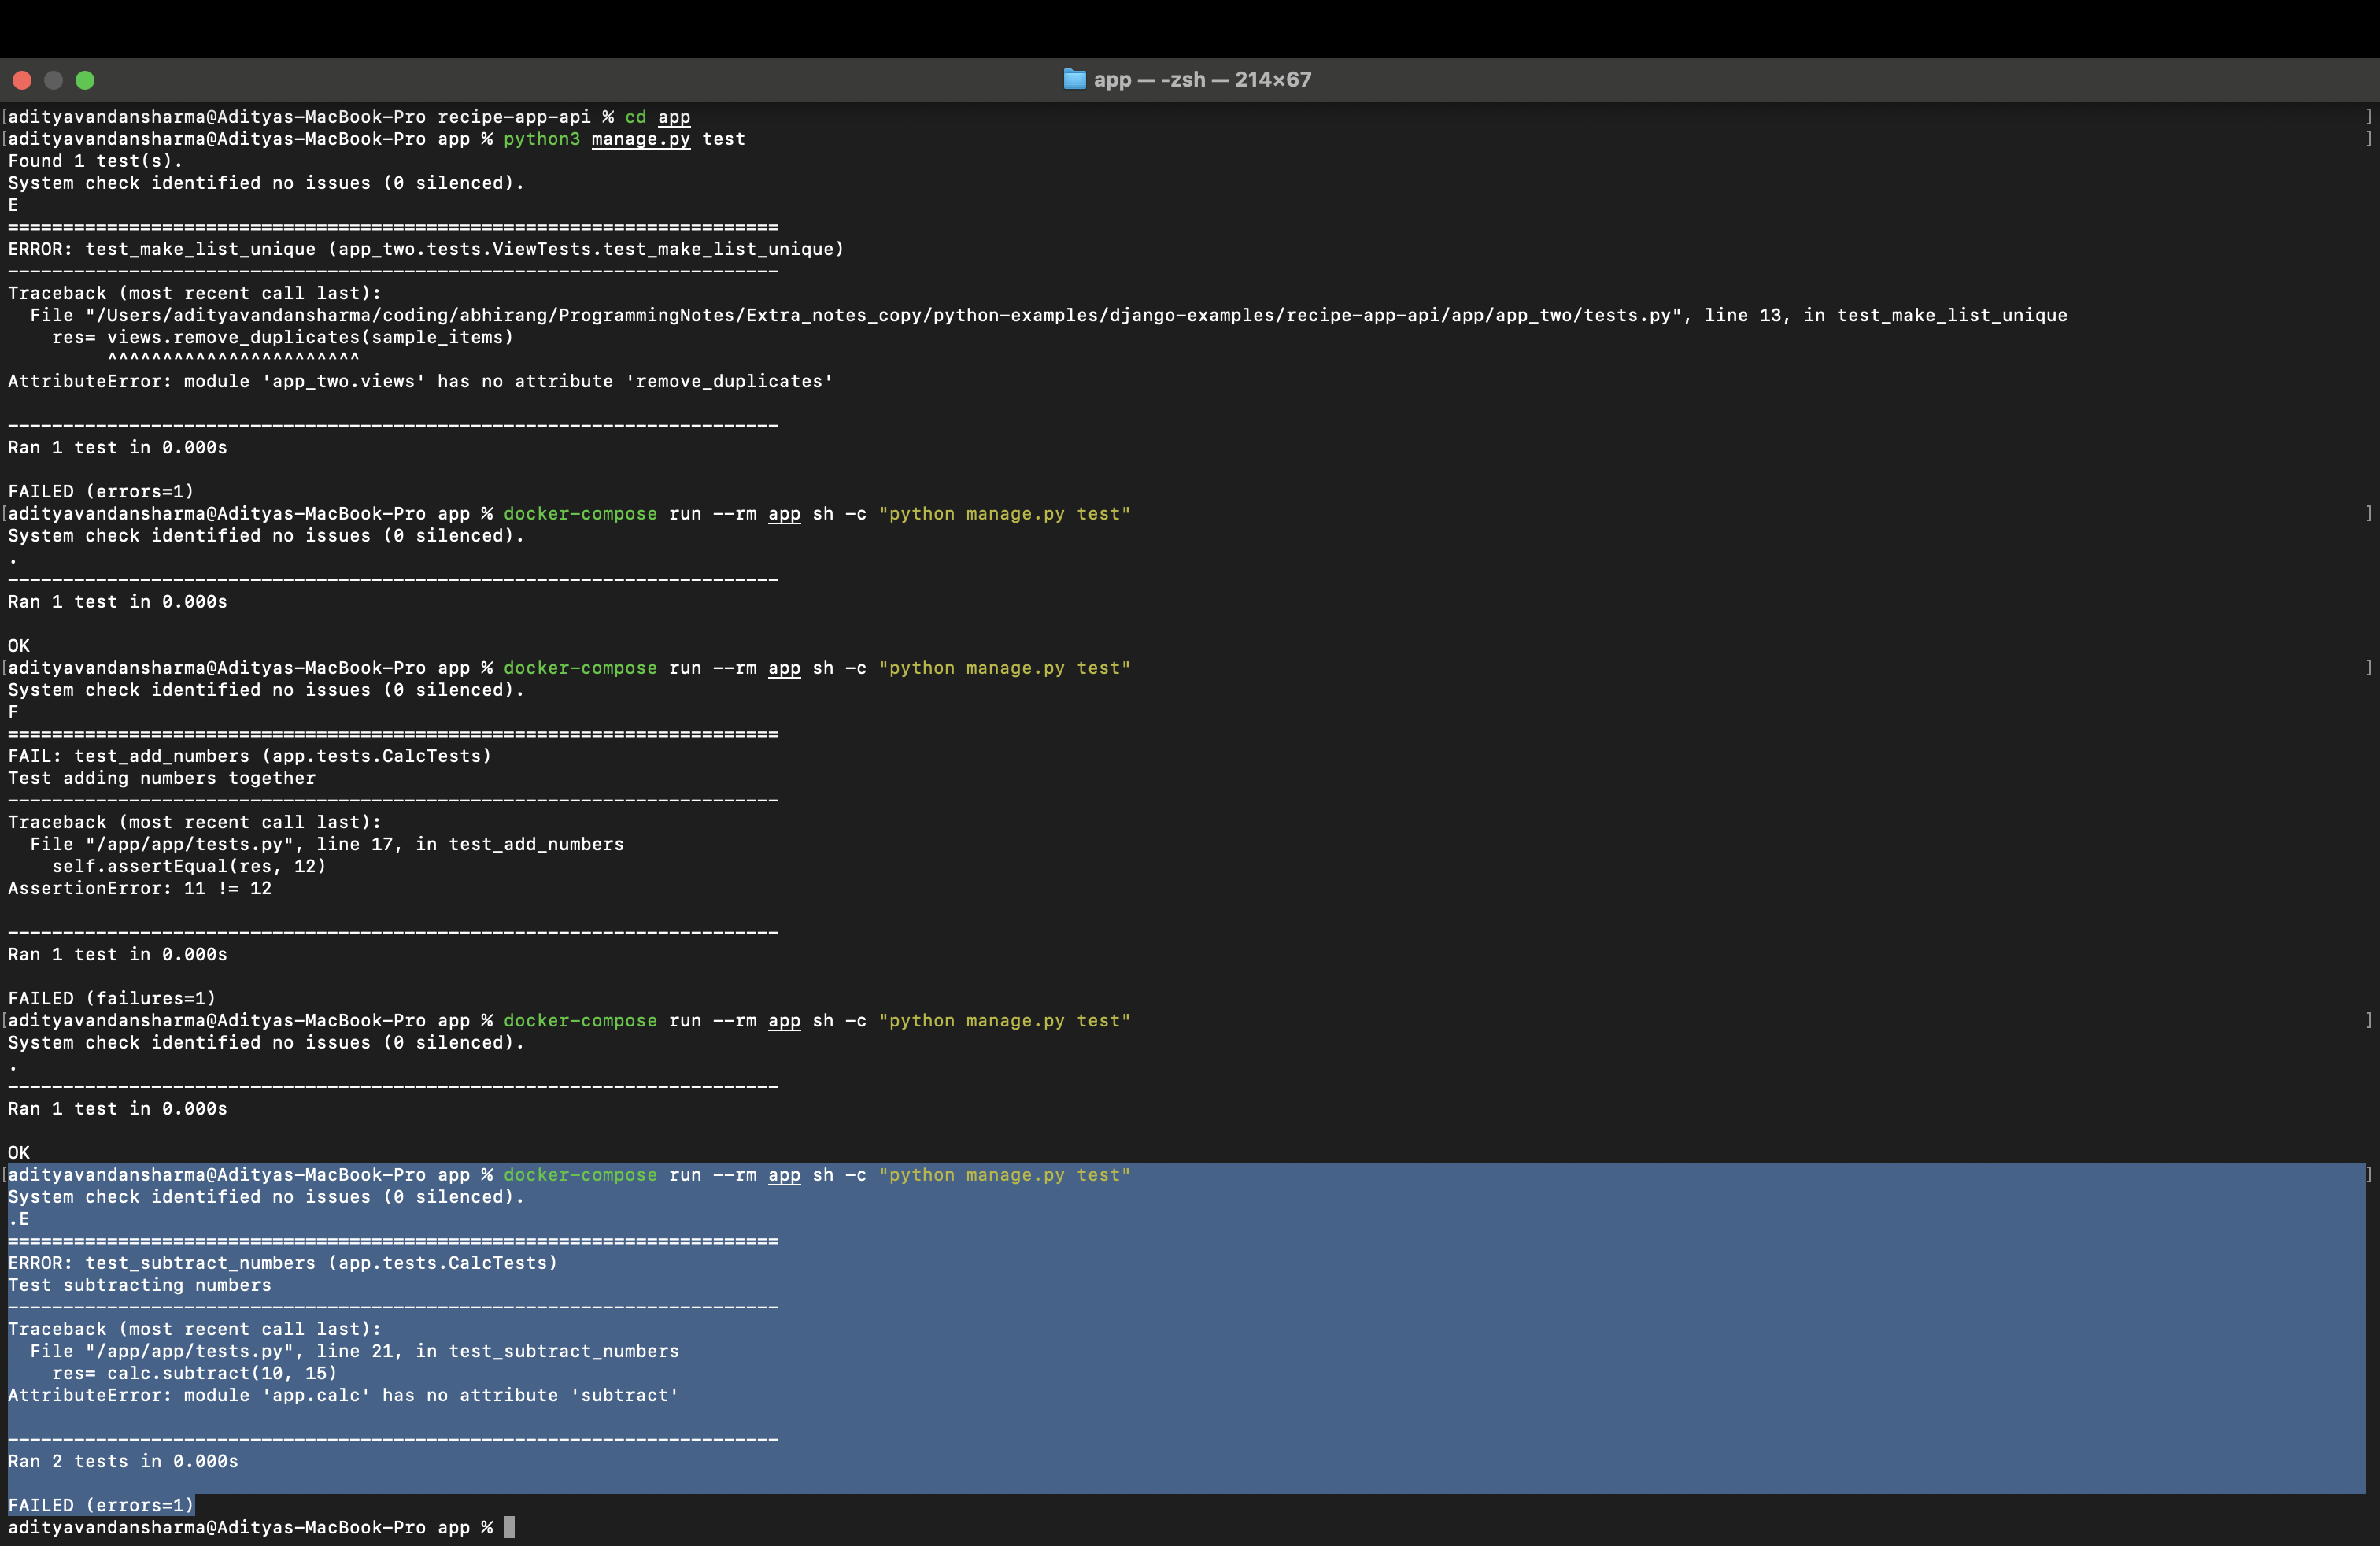 app — -zsh — 214×67
[adityavandansharma@Adityas-MacBook-Pro recipe-app-api % cd app ]
[adityavandansharma@Adityas-MacBook-Pro app % python3 manage.py test ]
Found 1 test(s).
System check identified no issues (0 silenced).
E
======================================================================
ERROR: test_make_list_unique (app_two.tests.ViewTests.test_make_list_unique)
----------------------------------------------------------------------
Traceback (most recent call last):
  File "/Users/adityavandansharma/coding/abhirang/ProgrammingNotes/Extra_notes_copy/python-examples/django-examples/recipe-app-api/app/app_two/tests.py", line 13, in test_make_list_unique
    res= views.remove_duplicates(sample_items)
         ^^^^^^^^^^^^^^^^^^^^^^^
AttributeError: module 'app_two.views' has no attribute 'remove_duplicates'

----------------------------------------------------------------------
Ran 1 test in 0.000s

FAILED (errors=1)
[adityavandansharma@Adityas-MacBook-Pro app % docker-compose run --rm app sh -c "python manage.py test" ]
System check identified no issues (0 silenced).
.
----------------------------------------------------------------------
Ran 1 test in 0.000s

OK
[adityavandansharma@Adityas-MacBook-Pro app % docker-compose run --rm app sh -c "python manage.py test" ]
System check identified no issues (0 silenced).
F
======================================================================
FAIL: test_add_numbers (app.tests.CalcTests)
Test adding numbers together
----------------------------------------------------------------------
Traceback (most recent call last):
  File "/app/app/tests.py", line 17, in test_add_numbers
    self.assertEqual(res, 12)
AssertionError: 11 != 12

----------------------------------------------------------------------
Ran 1 test in 0.000s

FAILED (failures=1)
[adityavandansharma@Adityas-MacBook-Pro app % docker-compose run --rm app sh -c "python manage.py test" ]
System check identified no issues (0 silenced).
.
----------------------------------------------------------------------
Ran 1 test in 0.000s

OK
[adityavandansharma@Adityas-MacBook-Pro app % docker-compose run --rm app sh -c "python manage.py test" ]
System check identified no issues (0 silenced).
.E
======================================================================
ERROR: test_subtract_numbers (app.tests.CalcTests)
Test subtracting numbers
----------------------------------------------------------------------
Traceback (most recent call last):
  File "/app/app/tests.py", line 21, in test_subtract_numbers
    res= calc.subtract(10, 15)
AttributeError: module 'app.calc' has no attribute 'subtract'

----------------------------------------------------------------------
Ran 2 tests in 0.000s

FAILED (errors=1)
adityavandansharma@Adityas-MacBook-Pro app %